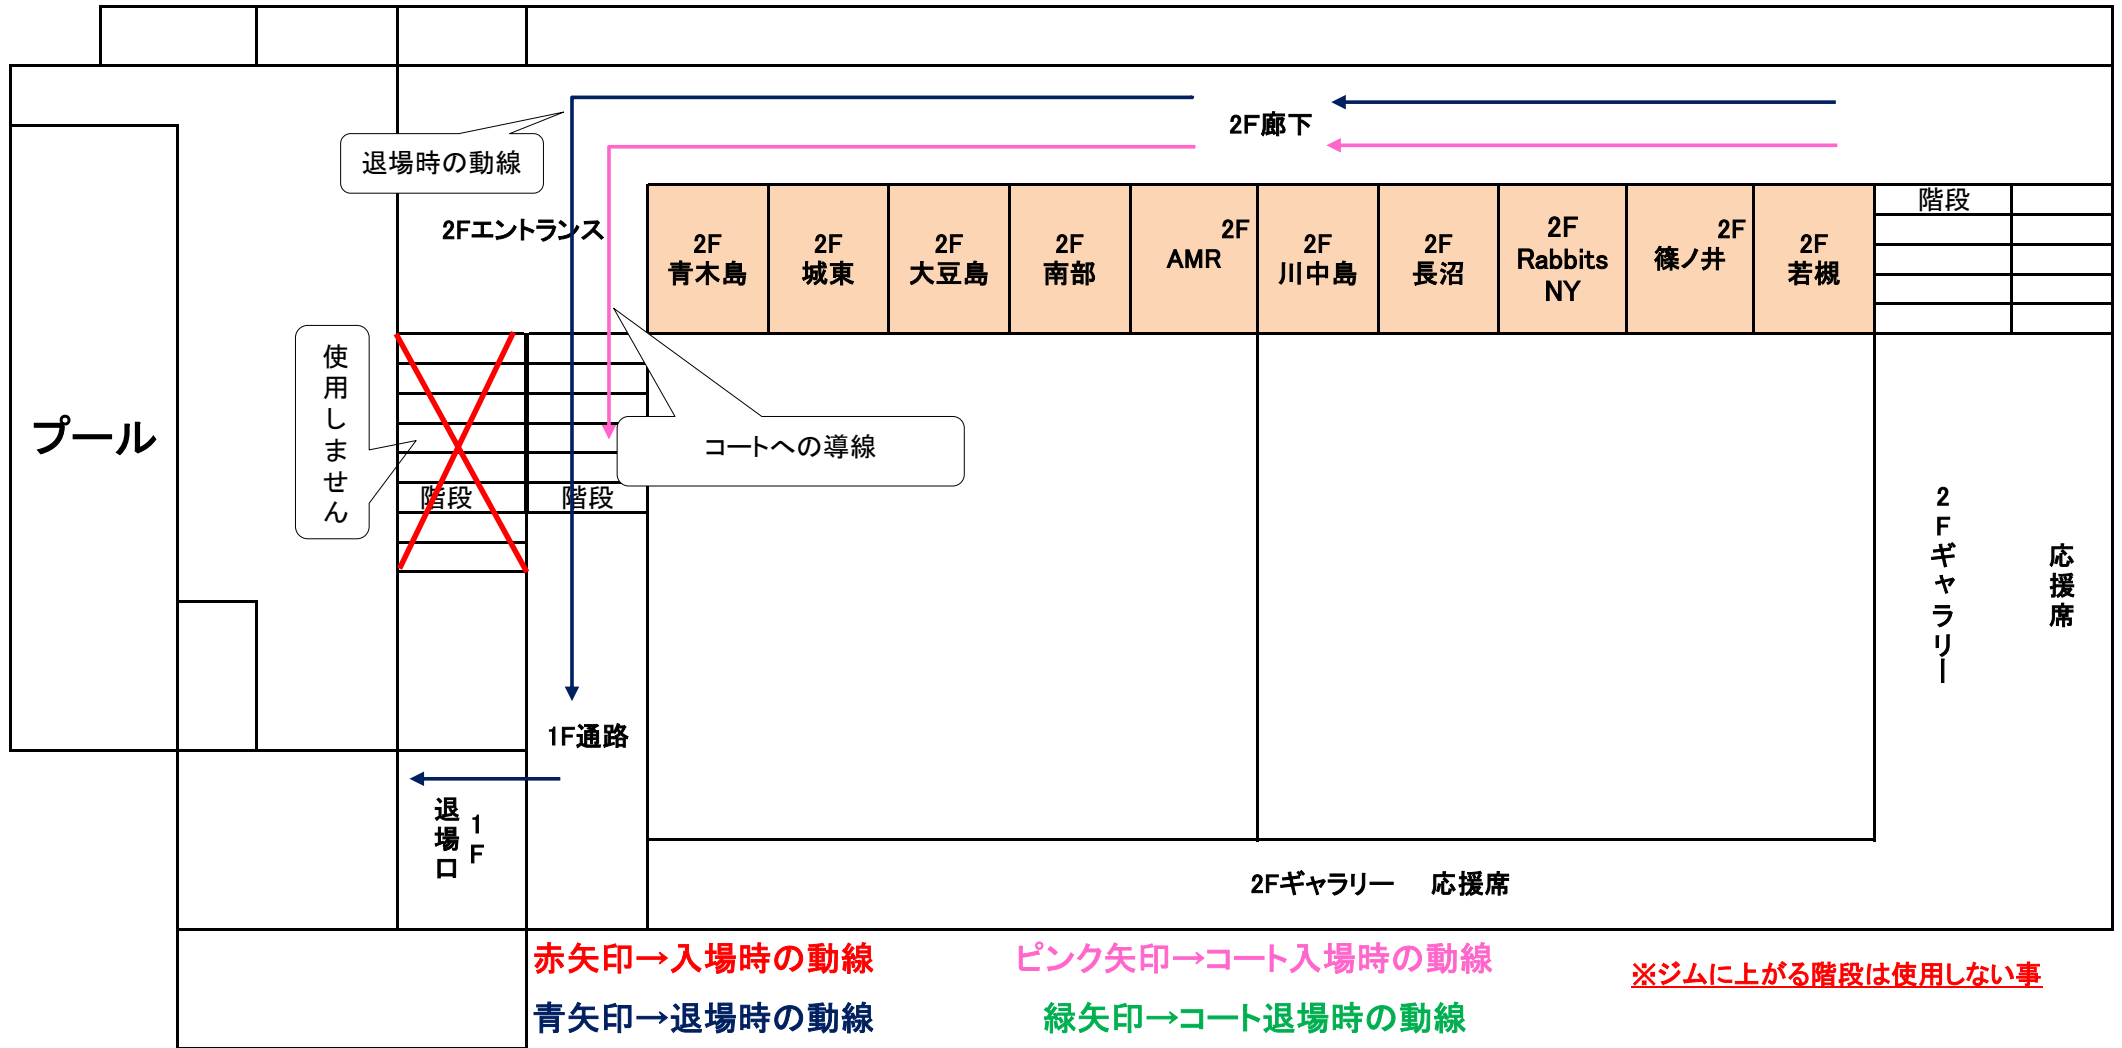 2F廊下
退場時の動線
2Fエントランス
2F
青木島
2F
城東
2F
大豆島
2F
南部
2F
AMR
2F
川中島
2F
長沼
2F
Rabbits
NY
2F
篠ノ井
2F
若槻
階段
使用しません
プール
コートへの導線
階段
階段
2Fギャラリー
応援席
1F通路
1F
退場口
2Fギャラリー 応援席
赤矢印→入場時の動線
ピンク矢印→コート入場時の動線
※ジムに上がる階段は使用しない事
青矢印→退場時の動線
緑矢印→コート退場時の動線